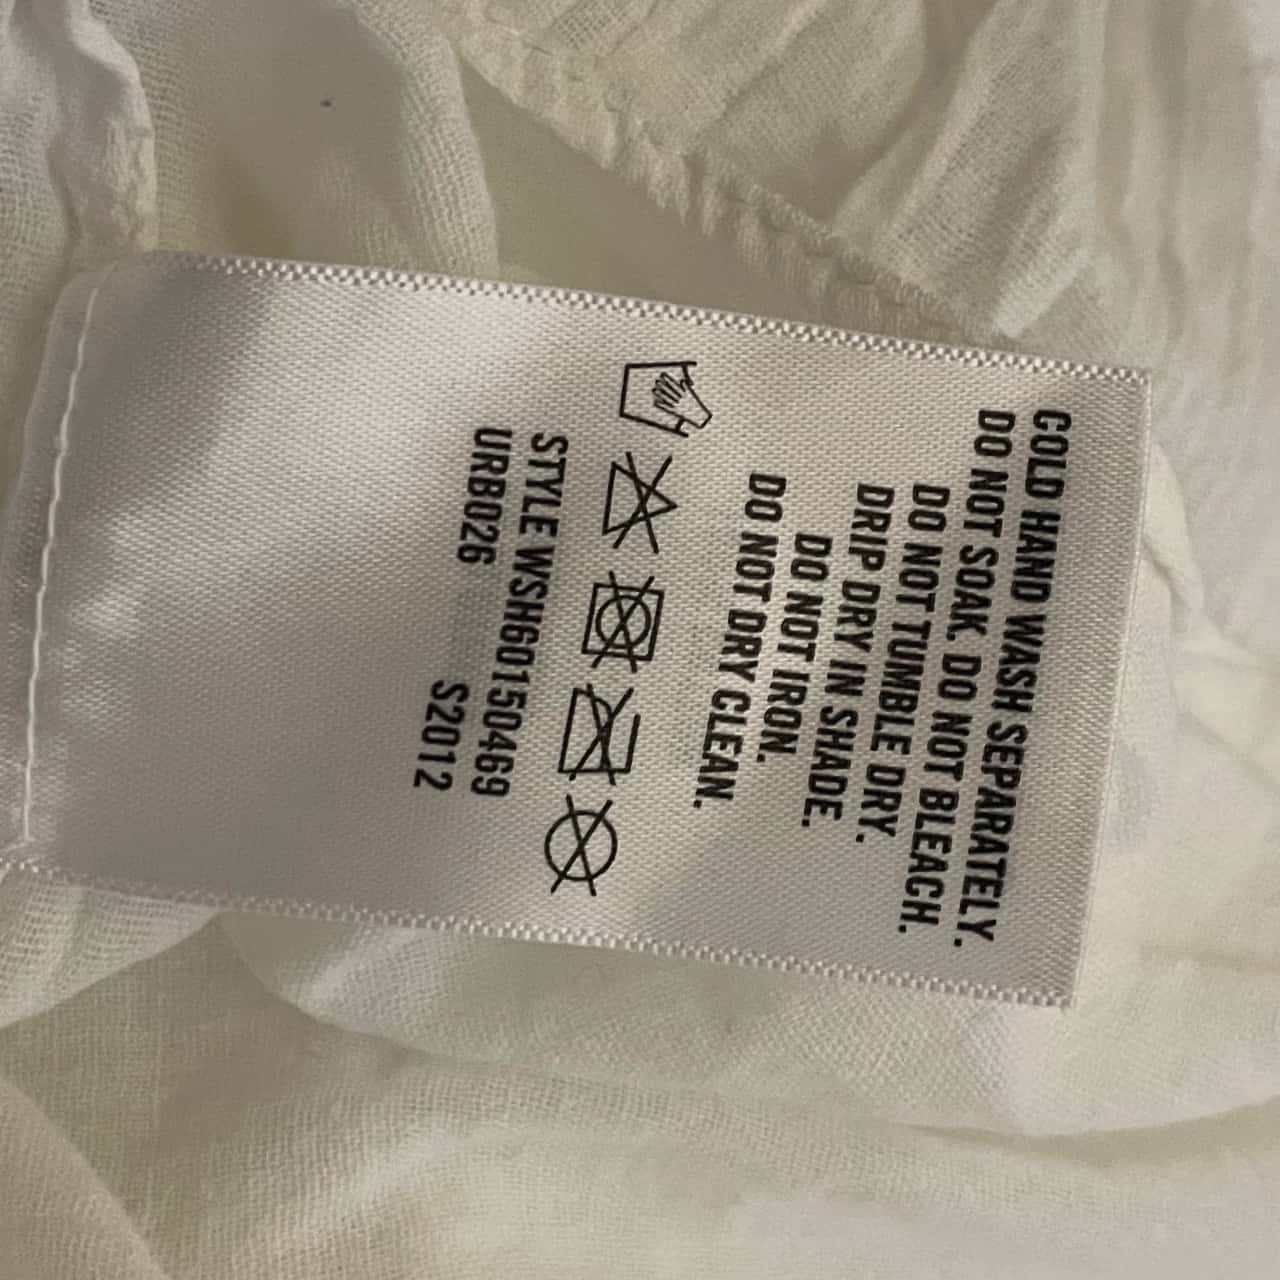 COLD HAND WASH SEPARATELY.
DO NOT SOAK. DO NOT BLEACH.
DO NOT TUMBLE DRY.
DRIP DRY IN SHADE.
DO NOT IRON.
DO NOT DRY CLEAN.
STYLE WSH60150469
URB026
S2012